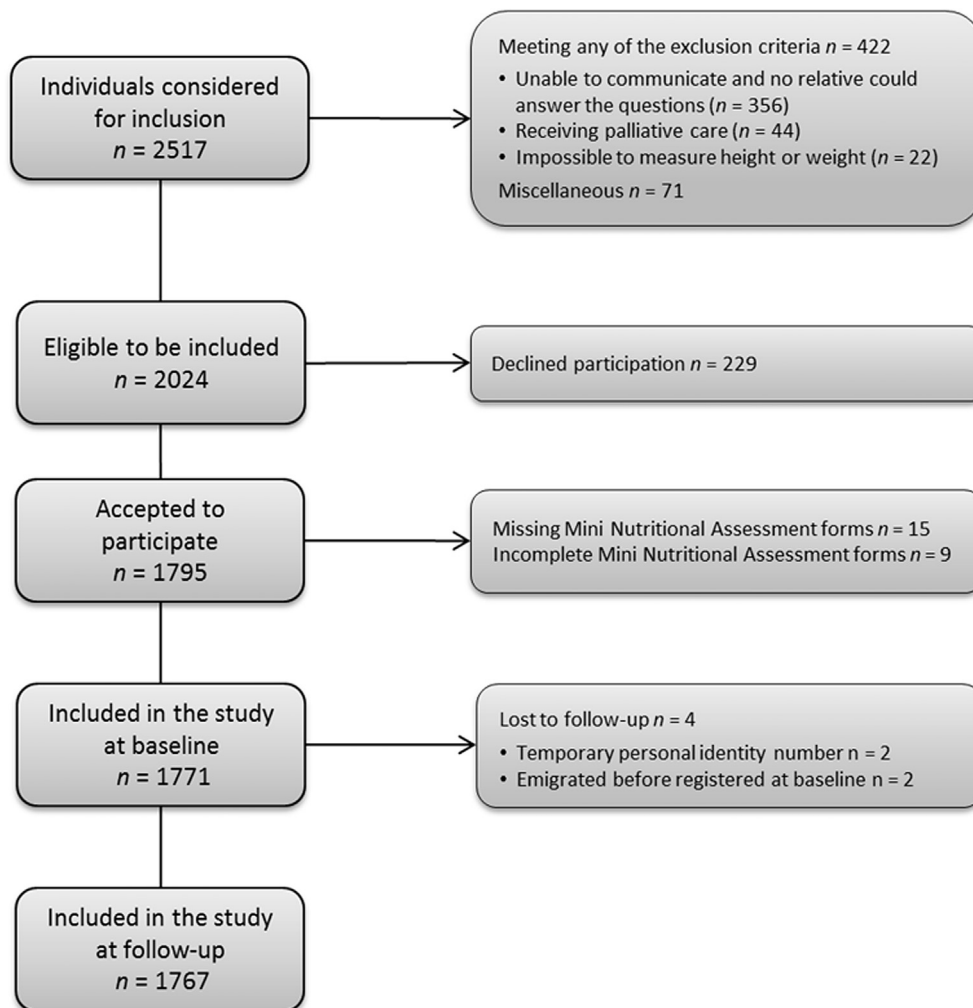 Individuals considered
for inclusion
n = 2517
Meeting any of the exclusion criteria n = 422
• Unable to communicate and no relative could
answer the questions (n = 356)
• Receiving palliative care (n = 44)
• Impossible to measure height or weight (n = 22)
Miscellaneous n = 71
Eligible to be included
n = 2024
Declined participation n = 229
Accepted to
participate
n = 1795
Missing Mini Nutritional Assessment forms n = 15
Incomplete Mini Nutritional Assessment forms n = 9
Included in the study
at baseline
n = 1771
Lost to follow-up n = 4
• Temporary personal identity number n = 2
• Emigrated before registered at baseline n = 2
Included in the study
at follow-up
n = 1767